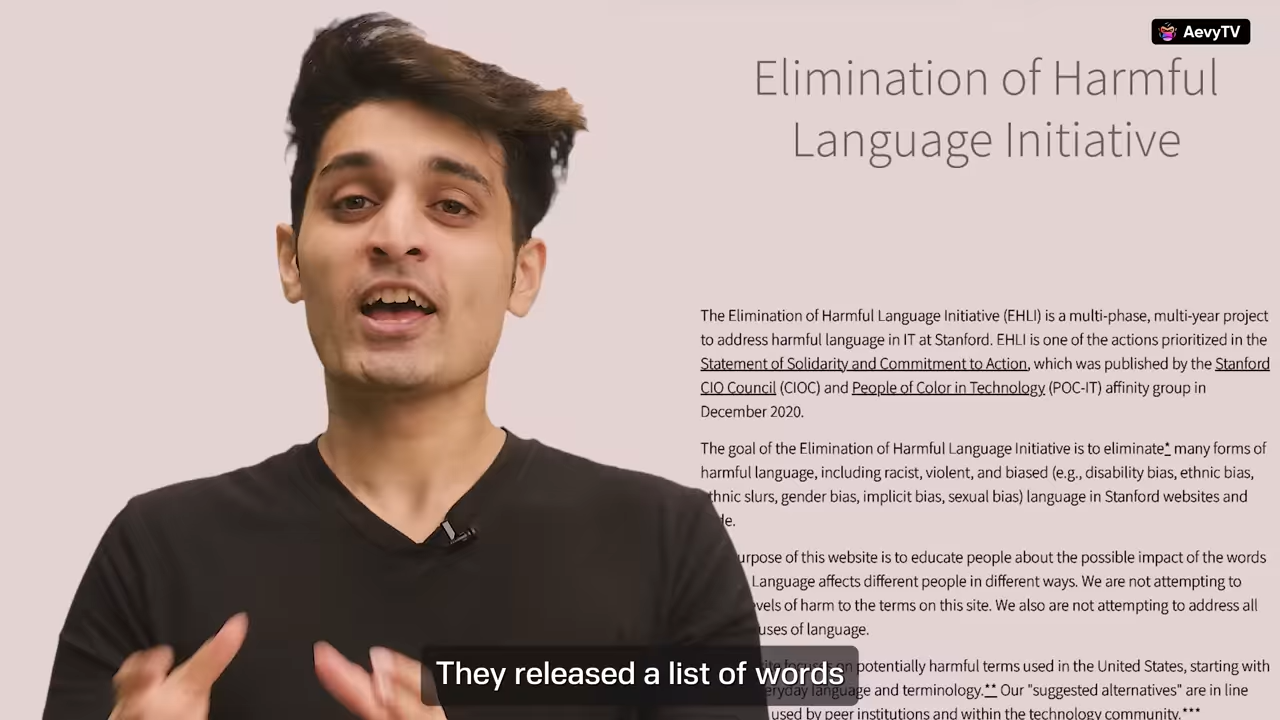 AevyTV
Elimination of Harmful
Language Initiative
The Elimination of Harmful Language Initiative (EHLI) is a multi-phase, multi-year project
to address harmful language in IT at Stanford. EHLI is one of the actions prioritized in the
Statement of Solidarity and Commitment to Action, which was published by the Stanford
CIO Council (CIOC) and People of Color in Technology (POC-IT) affinity group in
December 2020.
The goal of the Elimination of Harmful Language Initiative is to eliminate* many forms of
harmful language, including racist, violent, and biased (e.g., disability bias, ethnic bias,
thnic slurs, gender bias, implicit bias, sexual bias) language in Stanford websites and
de.
urpose of this website is to educate people about the possible impact of the words
Language affects different people in different ways. We are not attempting to
vels of harm to the terms on this site. We also are not attempting to address all
uses of language.
ite focuses on potentially harmful terms used in the United States, starting with
eryday language and terminology.** Our "suggested alternatives" are in line
used by peer institutions and within the technology community.***
They released a list of words